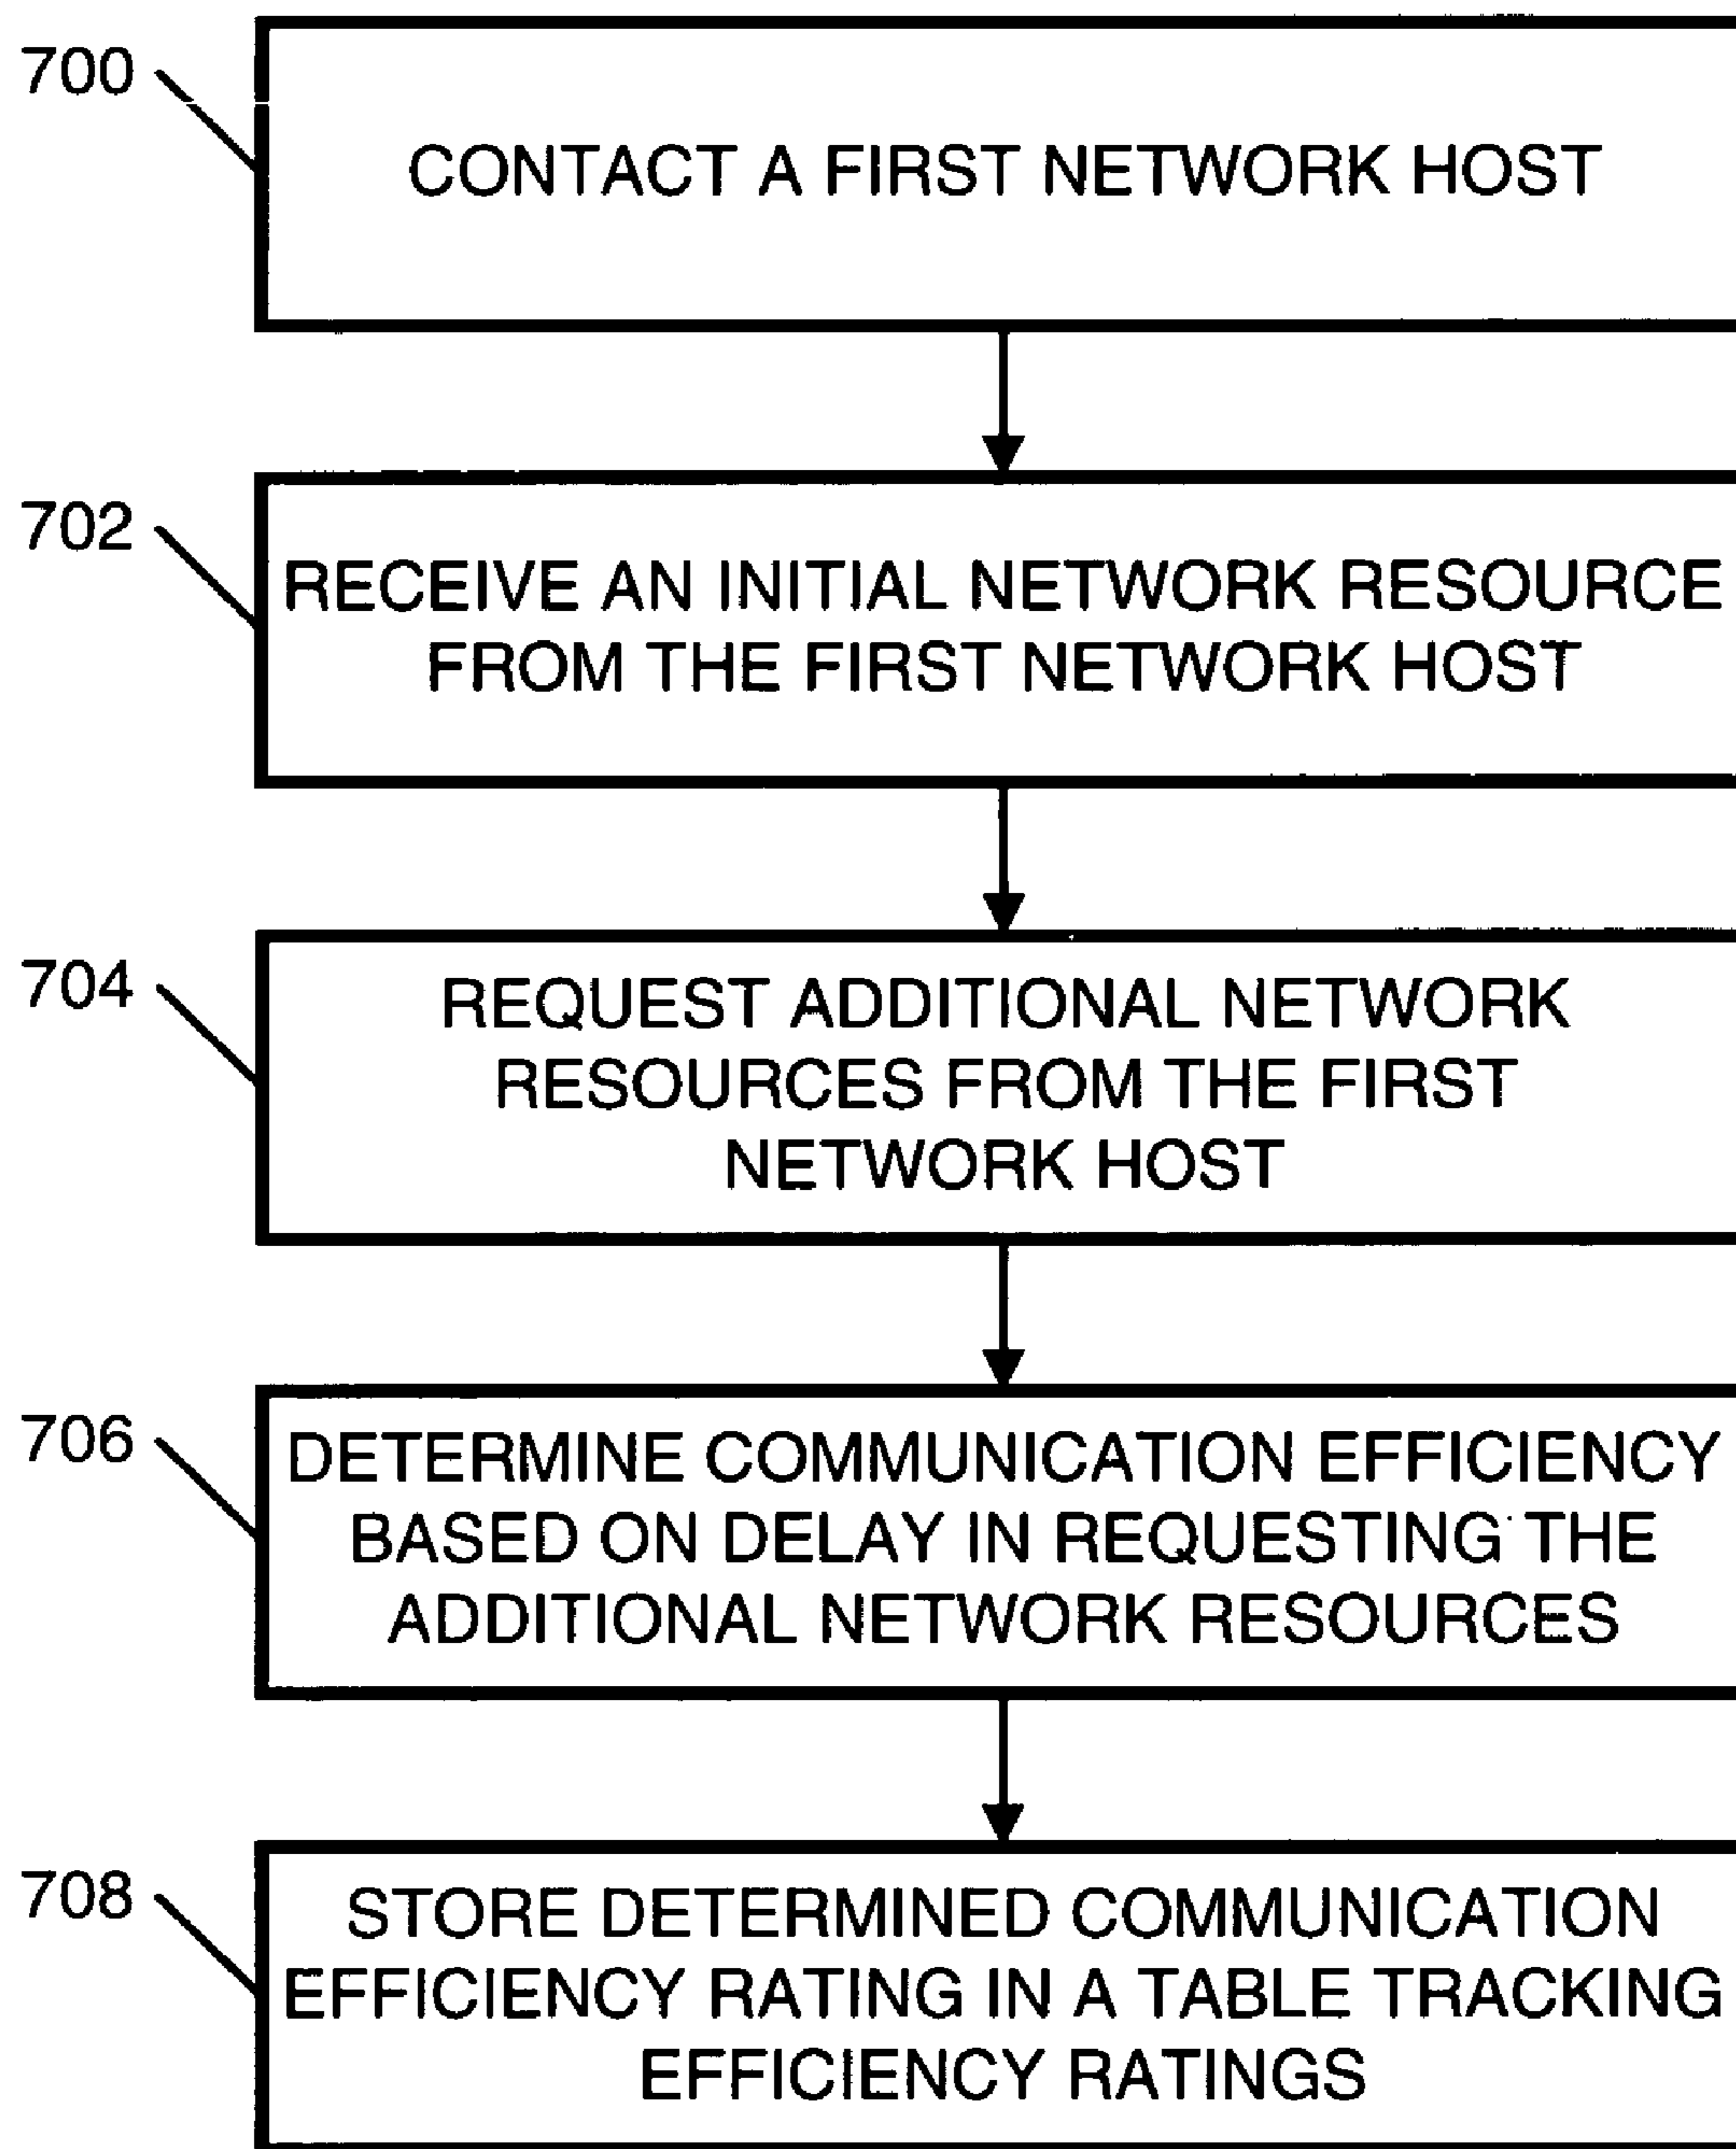 700
CONTACT A FIRST NETWORK HOST
702
RECEIVE AN INITIAL NETWORK RESOURCE
FROM THE FIRST NETWORK HOST
704
REQUEST ADDITIONAL NETWORK
RESOURCES FROM THE FIRST
NETWORK HOST
706
DETERMINE COMMUNICATION EFFICIENCY
BASED ON DELAY IN REQUESTING THE
ADDITIONAL NETWORK RESOURCES
708
STORE DETERMINED COMMUNICATION
EFFICIENCY RATING IN A TABLE TRACKING
EFFICIENCY RATINGS